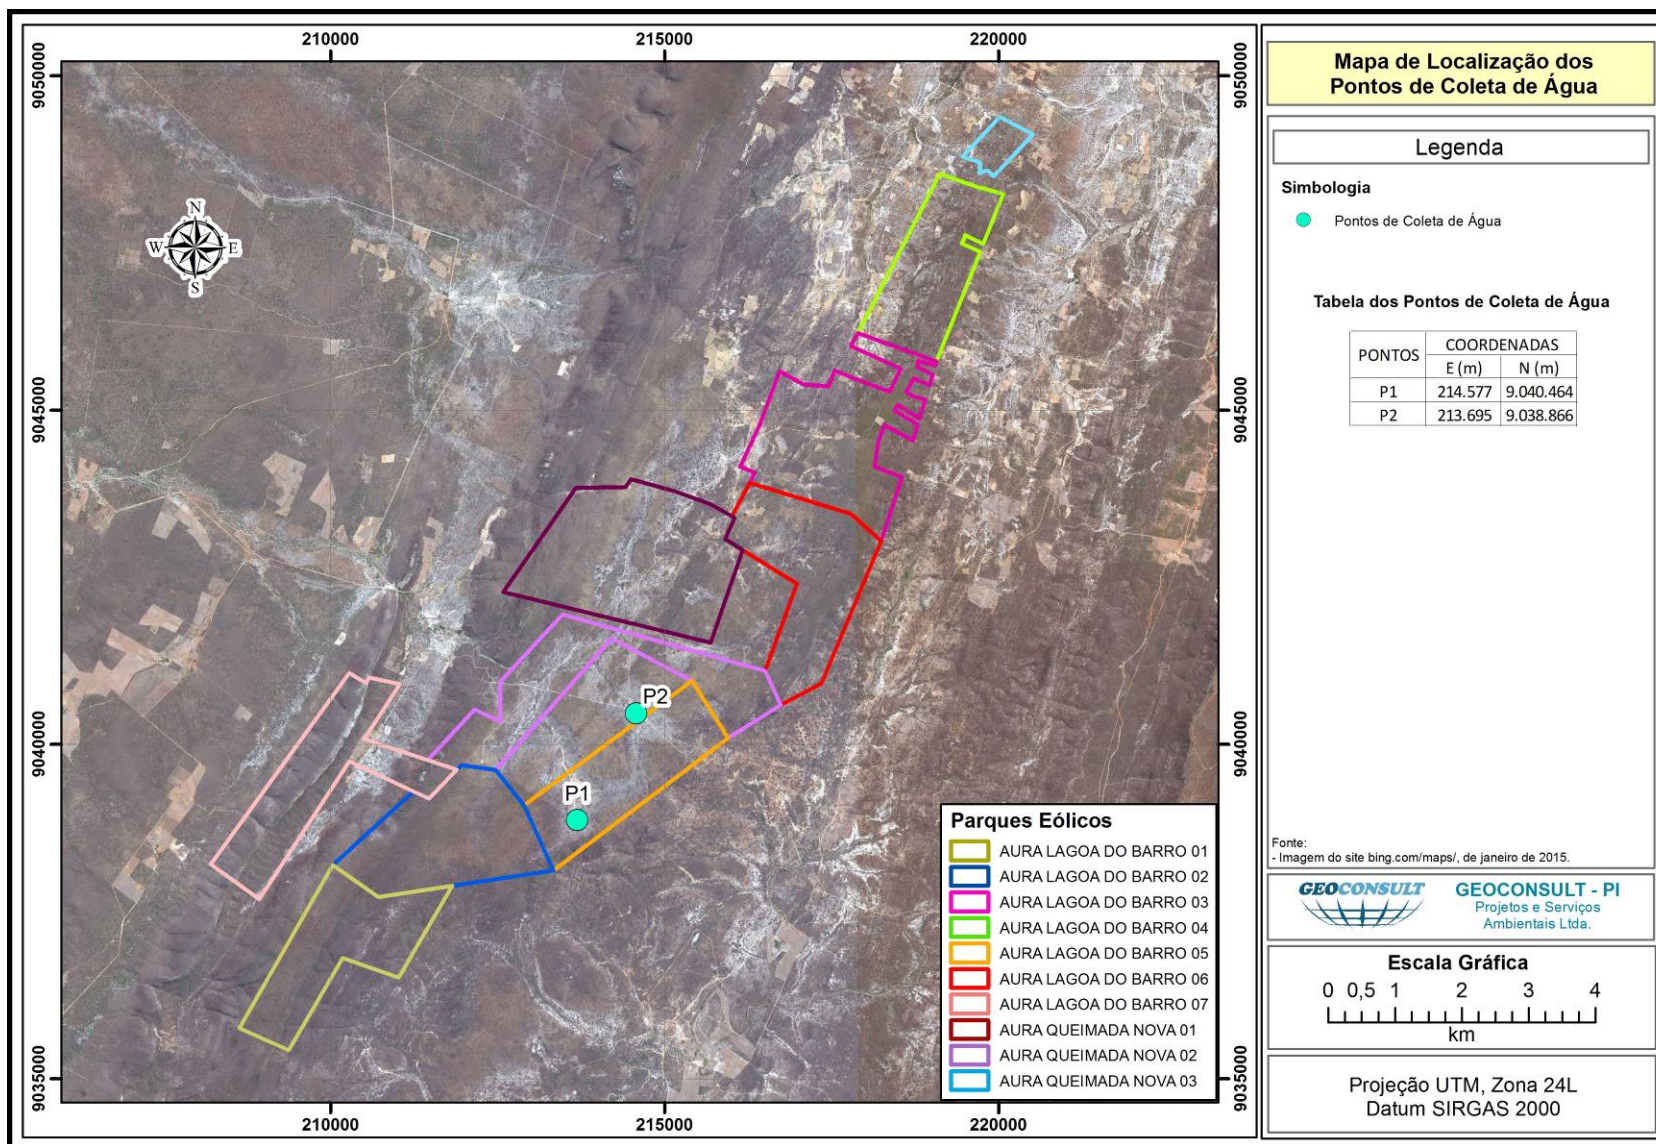 210000
215000
220000
Mapa de Localização dos
Pontos de Coleta de Água
9050000
9050000
Legenda
Simbologia
Pontos de Coleta de Água
N
W
E
S
Tabela dos Pontos de Coleta de Água
PONTOS COORDENADAS
E (m) N (m)
P1 214.577 9.040.464
P2 213.695 9.038.866
9045000
9045000
P2
9040000
9040000
P1
Parques Eólicos
AURA LAGOA DO BARRO 01
AURA LAGOA DO BARRO 02
AURA LAGOA DO BARRO 03
AURA LAGOA DO BARRO 04
AURA LAGOA DO BARRO 05
AURA LAGOA DO BARRO 06
AURA LAGOA DO BARRO 07
AURA QUEIMADA NOVA 01
AURA QUEIMADA NOVA 02
AURA QUEIMADA NOVA 03
9035000
9035000
210000
215000
220000
Fonte:
- Imagem do site bing.com/maps/, de janeiro de 2015.
GEOCONSULT
GEOCONSULT - PI
Projetos e Serviços
Ambientais Ltda.
Escala Gráfica
0 0,5 1 2 3 4
km
Projeção UTM, Zona 24L
Datum SIRGAS 2000